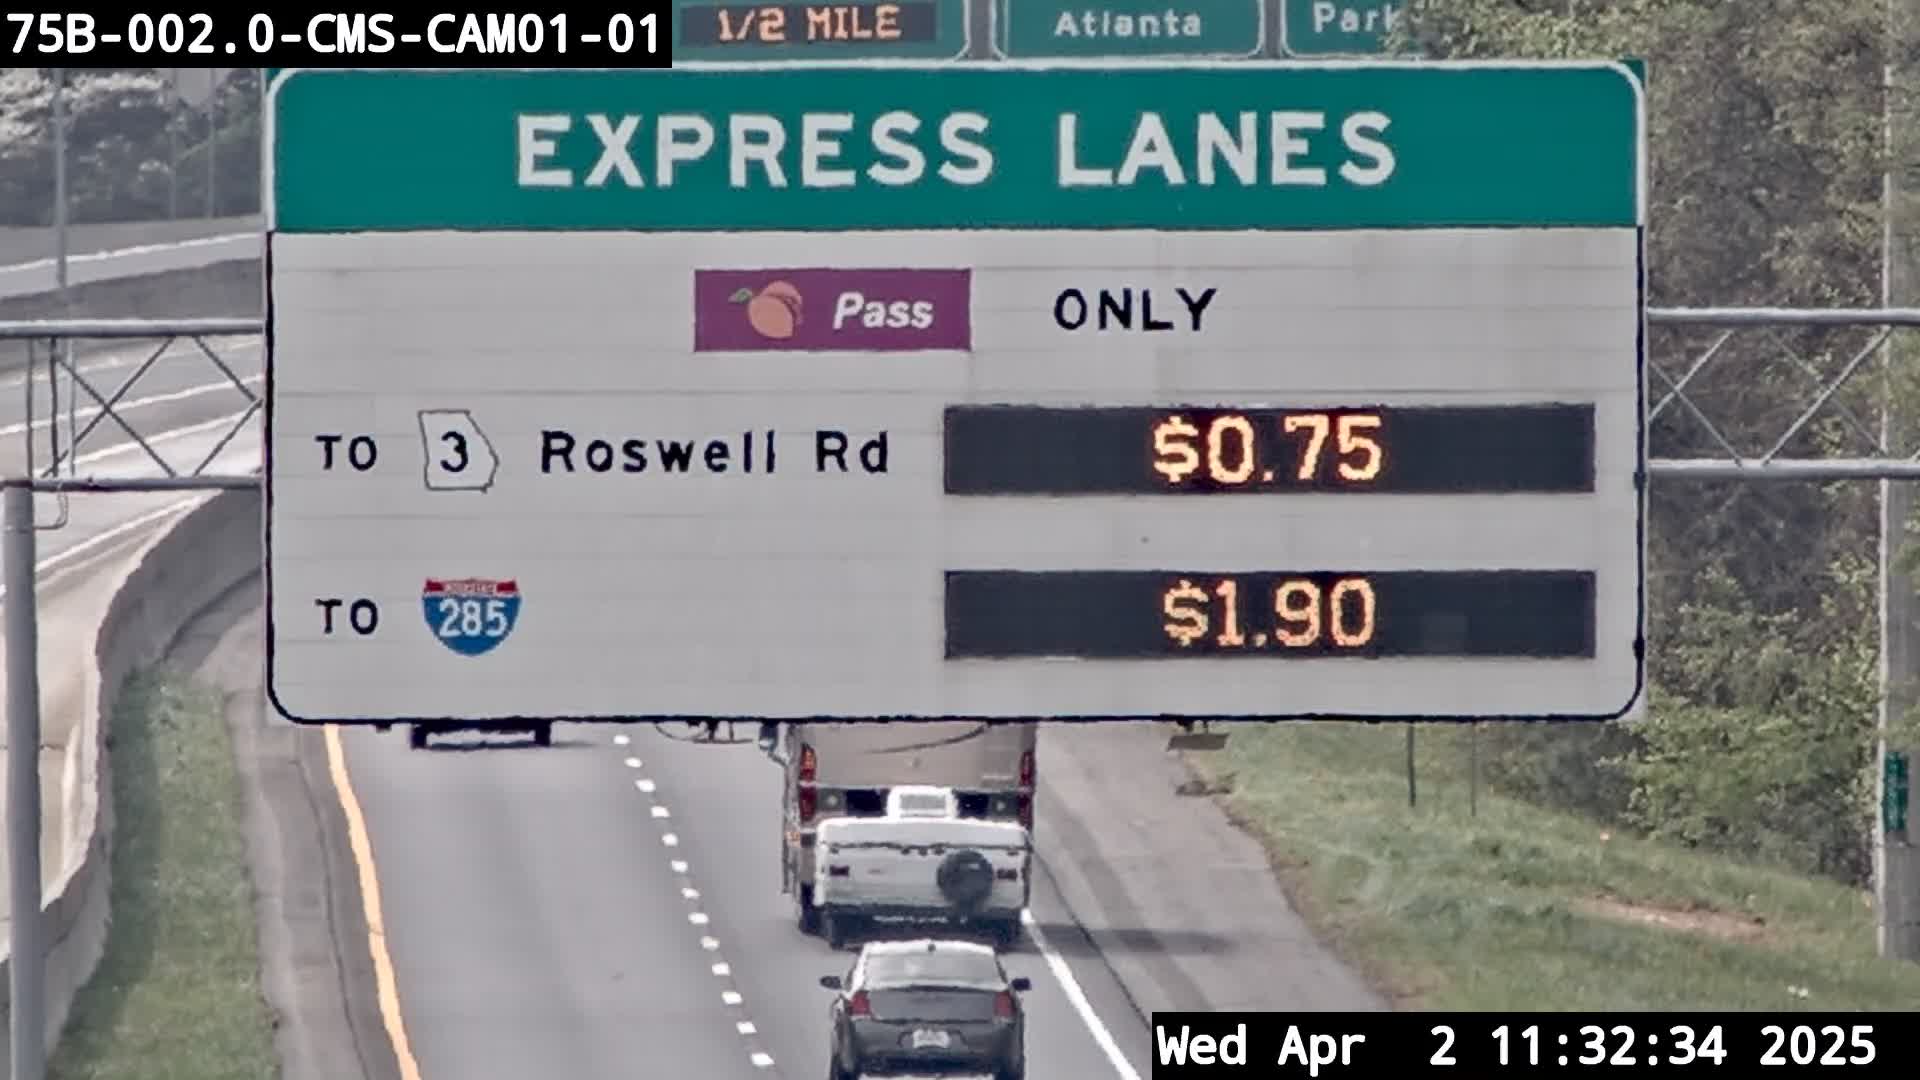 75B-002.0-CMS-CAM01-01
1/2 MILE
Atlanta
Park
EXPRESS LANES
Pass ONLY
TO 3 Roswell Rd $0.75
TO INTERSTATE 285 $1.90
Wed Apr 2 11:32:34 2025